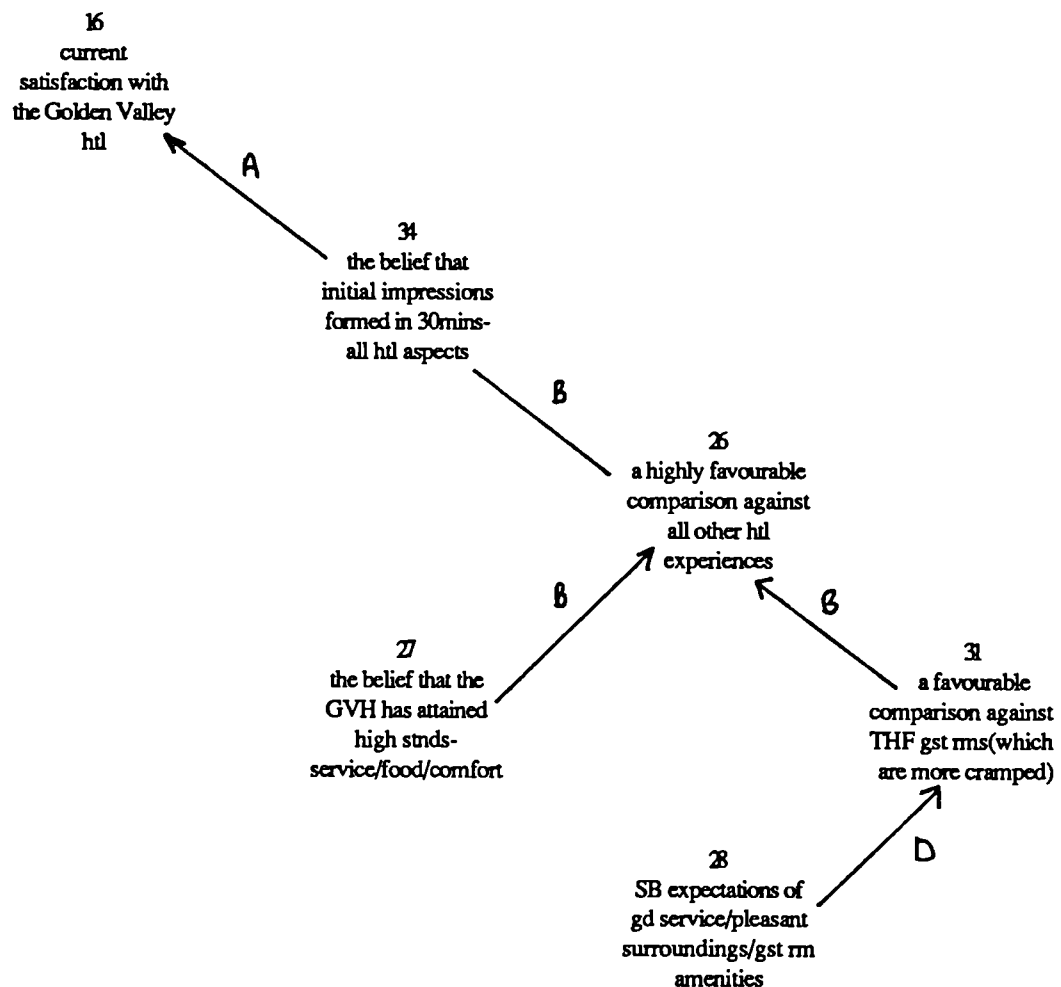 16
current
satisfaction with
the Golden Valley
htl
A
34
the belief that
initial impressions
formed in 30mins-
all htl aspects
B
26
a highly favourable
comparison against
all other htl
experiences
B
B
27
the belief that the
GVH has attained
high stnds-
service/food/comfort
31
a favourable
comparison against
THF gst rms(which
are more cramped)
D
28
SB expectations of
gd service/pleasant
surroundings/gst rm
amenities